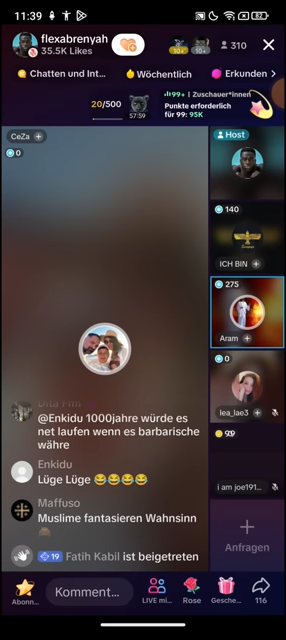 11:39
82
flexabrenyah
35.5K Likes
10+
10+
310
Chatten und Int...
Wöchentlich
Erkunden
20/500
57:59
99+ | Zuschauer*innen
Punkte erforderlich
für 99: 95K
CeZa +
0
Host
140
ICH BIN +
275
Aram +
0
lea_lae3 +
i am joe191...
Anfragen
@Enkidu 1000jahre würde es
net laufen wenn es barbarische
währe
Enkidu
Lüge Lüge 😂😂😂😂
Maffuso
Muslime fantasieren Wahnsinn
🙈
19 Fatih Kabil ist beigetreten
Abonn...
Komment...
LIVE mi...
Rose
Gesche...
116